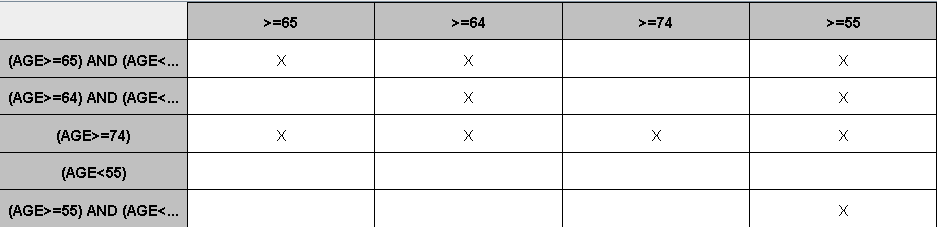 >=65 >=64 >=74 >=55
(AGE>=65) AND (AGE<... X X X
(AGE>=64) AND (AGE<... X X
(AGE>=74) X X X X
(AGE<55)
(AGE>=55) AND (AGE<... X